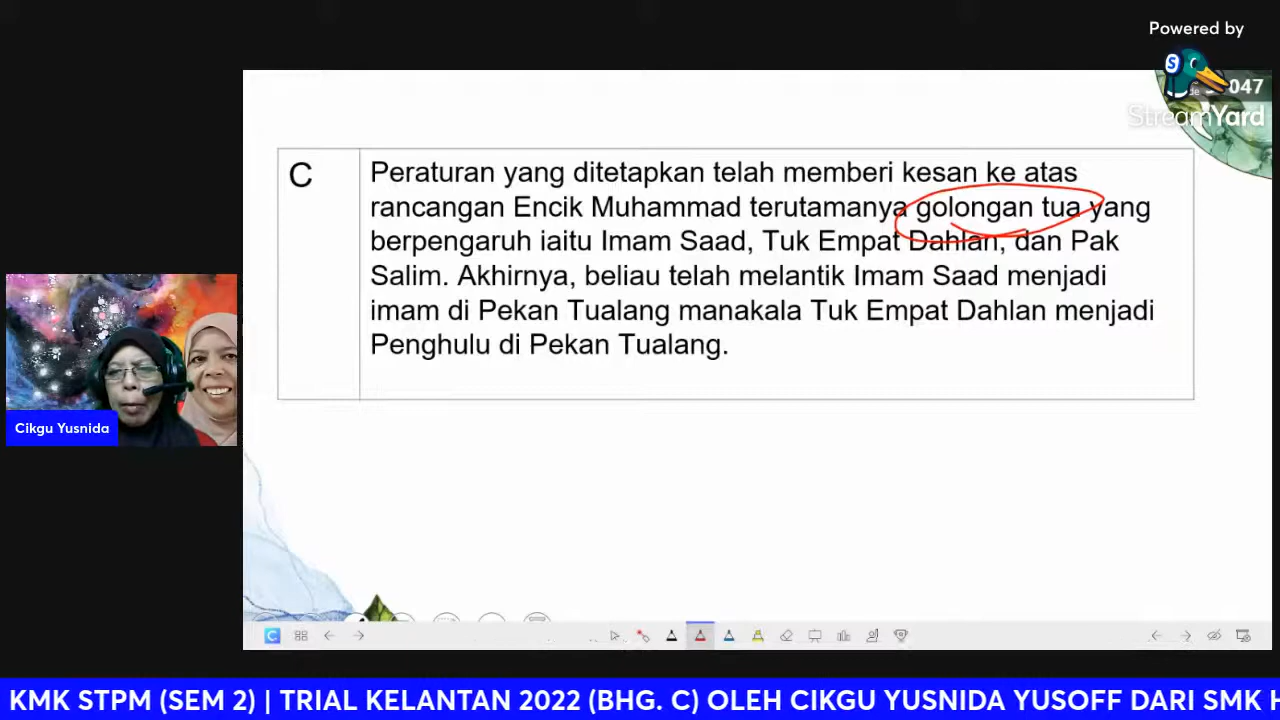 Powered by
047
StreamYard
C
Peraturan yang ditetapkan telah memberi kesan ke atas
rancangan Encik Muhammad terutamanya golongan tua yang
berpengaruh iaitu Imam Saad, Tuk Empat Dahlan, dan Pak
Salim. Akhirnya, beliau telah melantik Imam Saad menjadi
imam di Pekan Tualang manakala Tuk Empat Dahlan menjadi
Penghulu di Pekan Tualang.
Cikgu Yusnida
KMK STPM (SEM 2) | TRIAL KELANTAN 2022 (BHG. C) OLEH CIKGU YUSNIDA YUSOFF DARI SMK